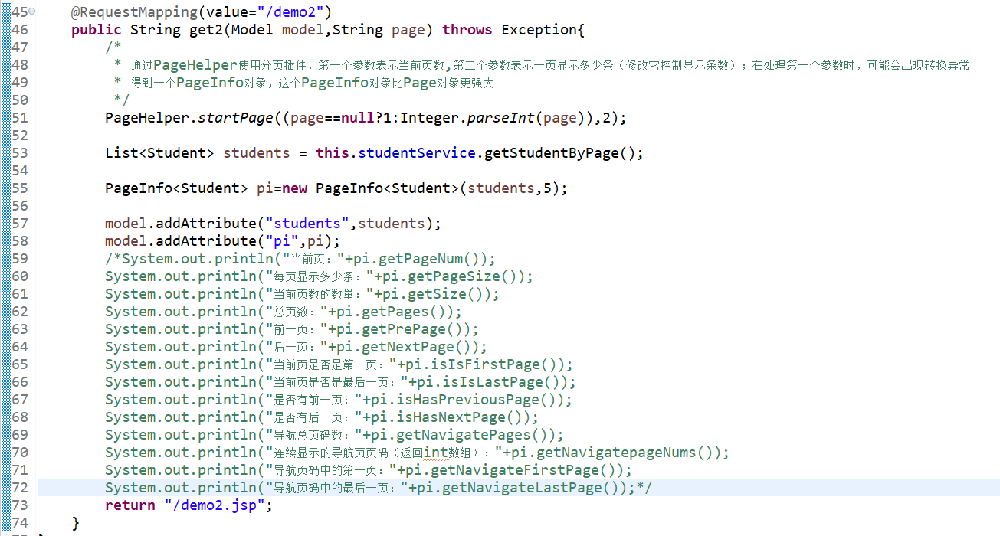 45 @RequestMapping(value="/demo2")
46 public String get2(Model model,String page) throws Exception{
47 /*
48 * 通过PageHelper使用分页插件，第一个参数表示当前页数,第二个参数表示一页显示多少条（修改它控制显示条数）；在处理第一个参数时，可能会出现转换异常
49 * 得到一个PageInfo对象，这个PageInfo对象比Page对象更强大
50 */
51 PageHelper.startPage((page==null?1:Integer.parseInt(page)),2);
52
53 List<Student> students = this.studentService.getStudentByPage();
54
55 PageInfo<Student> pi=new PageInfo<Student>(students,5);
56
57 model.addAttribute("students",students);
58 model.addAttribute("pi",pi);
59 /*System.out.println("当前页："+pi.getPageNum());
60 System.out.println("每页显示多少条："+pi.getPageSize());
61 System.out.println("当前页数的数量："+pi.getSize());
62 System.out.println("总页数："+pi.getPages());
63 System.out.println("前一页："+pi.getPrePage());
64 System.out.println("后一页："+pi.getNextPage());
65 System.out.println("当前页是否是第一页："+pi.isIsFirstPage());
66 System.out.println("当前页是否是最后一页："+pi.isIsLastPage());
67 System.out.println("是否有前一页："+pi.isHasPreviousPage());
68 System.out.println("是否有后一页："+pi.isHasNextPage());
69 System.out.println("导航总页码数："+pi.getNavigatePages());
70 System.out.println("连续显示的导航页页码（返回int数组）："+pi.getNavigatepageNums());
71 System.out.println("导航页码中的第一页："+pi.getNavigateFirstPage());
72 System.out.println("导航页码中的最后一页："+pi.getNavigateLastPage());*/
73 return "/demo2.jsp";
74 }